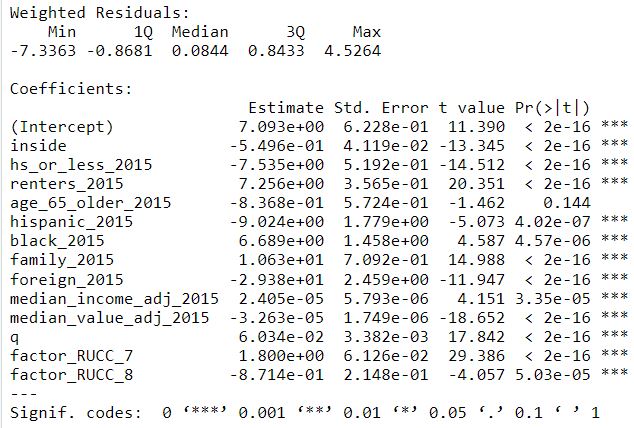 Weighted Residuals:
Min 1Q Median 3Q Max
-7.3363 -0.8681 0.0844 0.8433 4.5264
Coefficients:
Estimate Std. Error t value Pr(>|t|)
(Intercept) 7.093e+00 6.228e-01 11.390 < 2e-16 ***
inside -5.496e-01 4.119e-02 -13.345 < 2e-16 ***
hs_or_less_2015 -7.535e+00 5.192e-01 -14.512 < 2e-16 ***
renters_2015 7.256e+00 3.565e-01 20.351 < 2e-16 ***
age_65_older_2015 -8.368e-01 5.724e-01 -1.462 0.144
hispanic_2015 -9.024e+00 1.779e+00 -5.073 4.02e-07 ***
black_2015 6.689e+00 1.458e+00 4.587 4.57e-06 ***
family_2015 1.063e+01 7.092e-01 14.988 < 2e-16 ***
foreign_2015 -2.938e+01 2.459e+00 -11.947 < 2e-16 ***
median_income_adj_2015 2.405e-05 5.793e-06 4.151 3.35e-05 ***
median_value_adj_2015 -3.263e-05 1.749e-06 -18.652 < 2e-16 ***
q 6.034e-02 3.382e-03 17.842 < 2e-16 ***
factor_RUCC_7 1.800e+00 6.126e-02 29.386 < 2e-16 ***
factor_RUCC_8 -8.714e-01 2.148e-01 -4.057 5.03e-05 ***
---
Signif. codes: 0 ‘***’ 0.001 ‘**’ 0.01 ‘*’ 0.05 ‘.’ 0.1 ‘ ’ 1